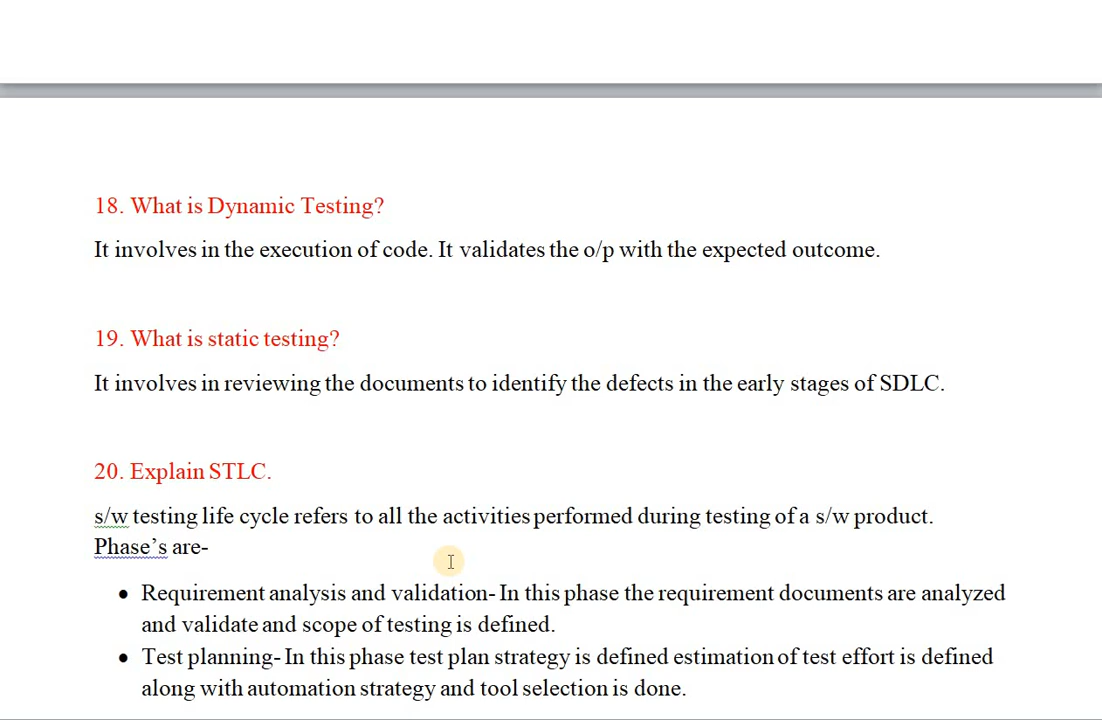 18. What is Dynamic Testing?
It involves in the execution of code. It validates the o/p with the expected outcome.
19. What is static testing?
It involves in reviewing the documents to identify the defects in the early stages of SDLC.
20. Explain STLC.
s/w testing life cycle refers to all the activities performed during testing of a s/w product.
Phase’s are-
• Requirement analysis and validation- In this phase the requirement documents are analyzed
and validate and scope of testing is defined.
• Test planning- In this phase test plan strategy is defined estimation of test effort is defined
along with automation strategy and tool selection is done.